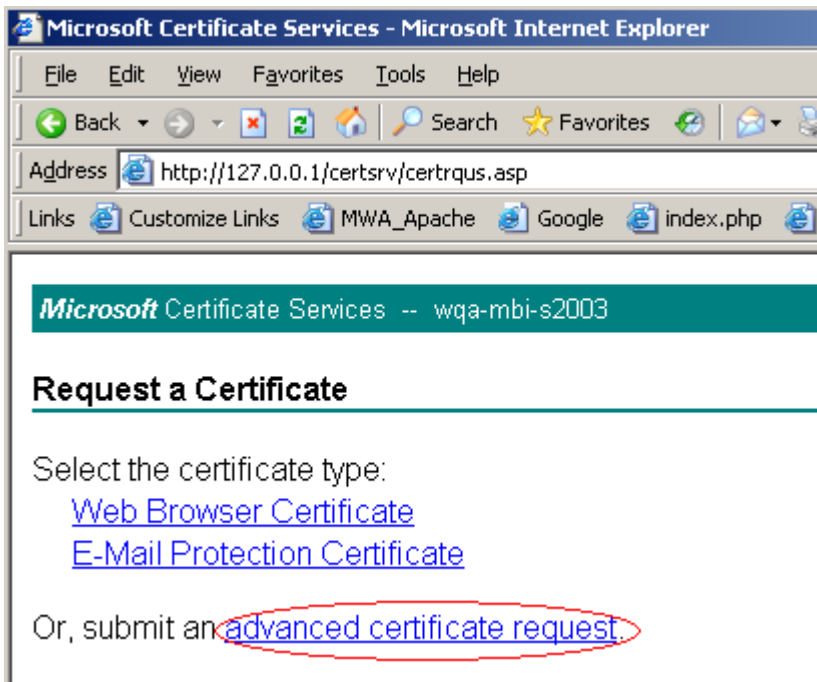 Microsoft Certificate Services - Microsoft Internet Explorer
File Edit View Favorites Tools Help
Back Search Favorites
Address http://127.0.0.1/certsrv/certrqus.asp
Links Customize Links MWA_Apache Google index.php
Microsoft Certificate Services -- wqa-mbi-s2003
Request a Certificate
Select the certificate type:
Web Browser Certificate
E-Mail Protection Certificate
Or, submit an advanced certificate request.